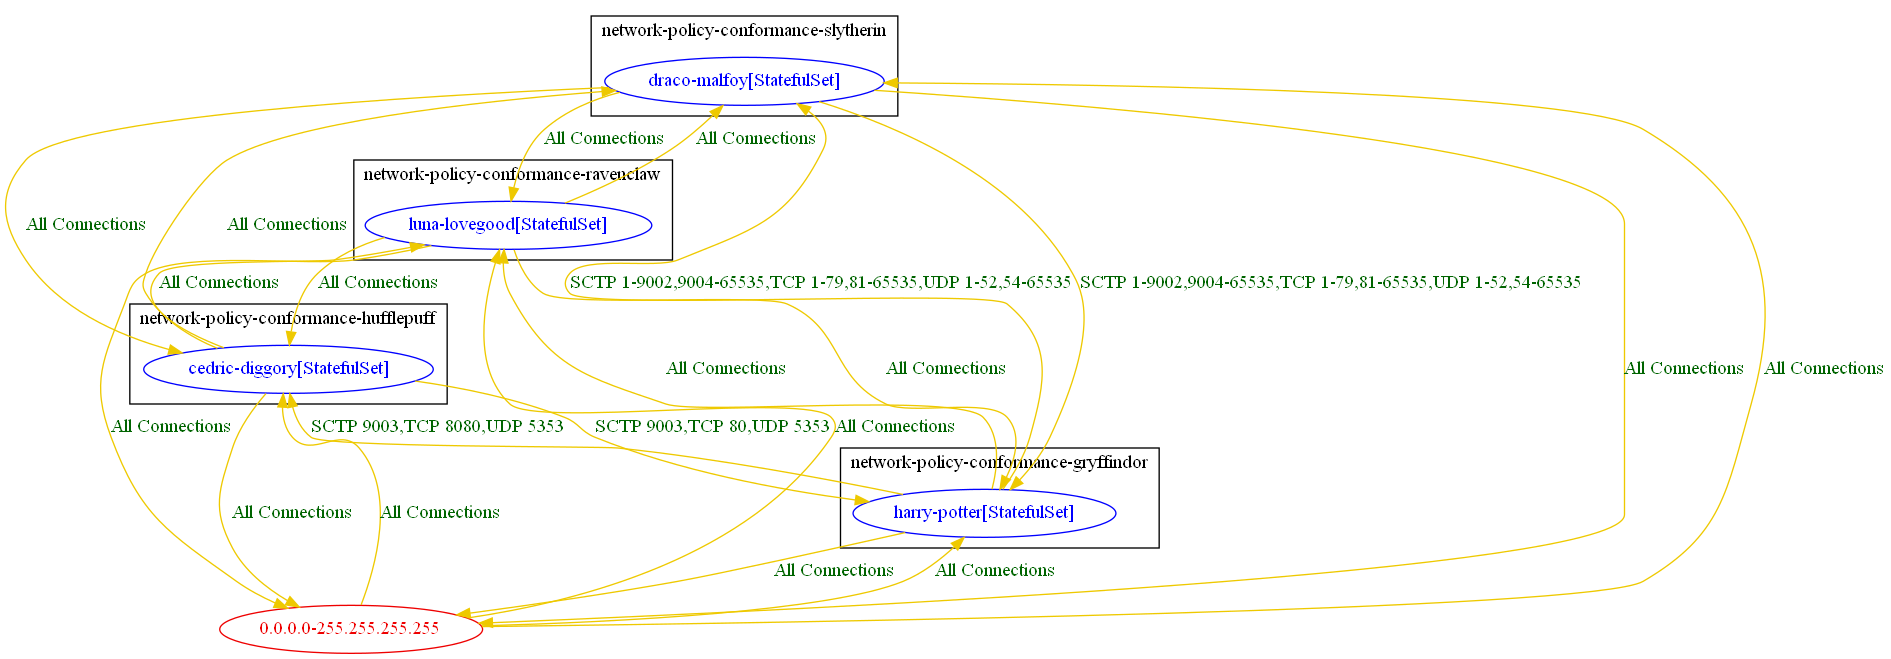 network-policy-conformance-slytherin
draco-malfoy[StatefulSet]
All Connections
All Connections
network-policy-conformance-ravenclaw
luna-lovegood[StatefulSet]
All Connections
All Connections
All Connections
All Connections
SCTP 1-9002,9004-65535,TCP 1-79,81-65535,UDP 1-52,54-65535
SCTP 1-9002,9004-65535,TCP 1-79,81-65535,UDP 1-52,54-65535
network-policy-conformance-hufflepuff
cedric-diggory[StatefulSet]
All Connections
All Connections
All Connections
All Connections
All Connections
SCTP 9003,TCP 8080,UDP 5353
SCTP 9003,TCP 80,UDP 5353
All Connections
network-policy-conformance-gryffindor
harry-potter[StatefulSet]
All Connections
All Connections
All Connections
All Connections
0.0.0.0-255.255.255.255